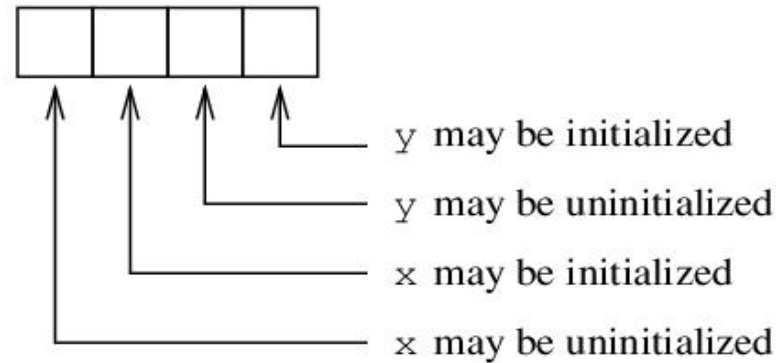 y may be initialized
y may be uninitialized
x may be initialized
x may be uninitialized